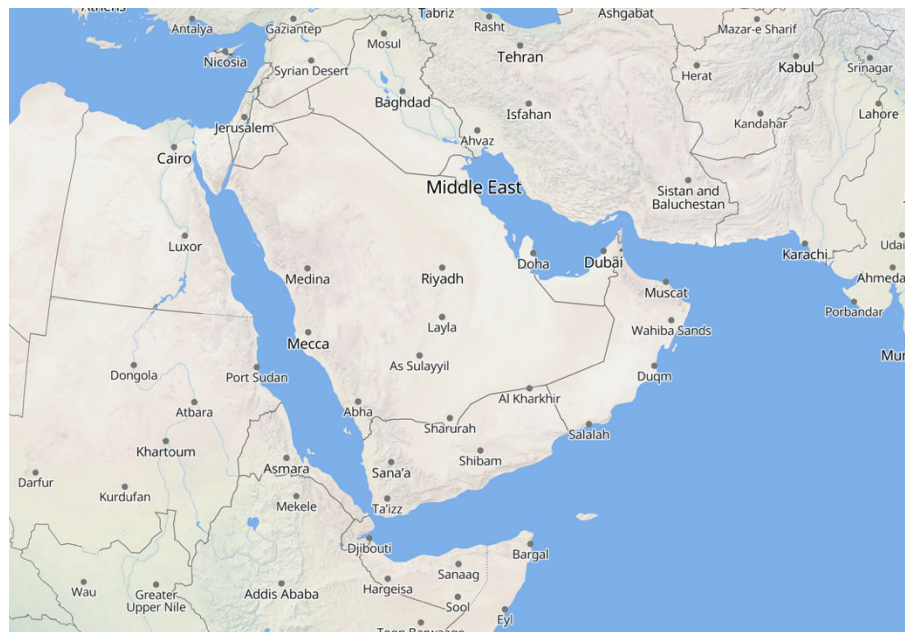 Athens
Antalya
Gaziantep
Tabriz
Rasht
Ashgabat
Mazar-e Sharif
Nicosia
Mosul
Tehran
Kabul
Syrian Desert
Herat
Srinagar
Baghdad
Isfahan
Jerusalem
Kandahar
Lahore
Ahvaz
Cairo
Middle East
Sistan and
Baluchestan
Luxor
Doha
Dubai
Karachi
Udai
Medina
Riyadh
Ahmeda
Muscat
Porbandar
Layla
Wahiba Sands
Mecca
Mun
As Sulayyil
Dongola
Port Sudan
Duqm
Al Kharkhir
Atbara
Abha
Sharurah
Salalah
Khartoum
Asmara
Sana'a
Shibam
Darfur
Kurdufan
Mekele
Ta'izz
Djibouti
Bargal
Wau
Greater
Upper Nile
Addis Ababa
Hargeisa
Sanaag
Sool
Eyl